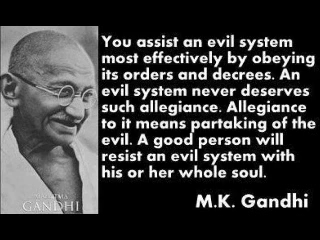 You assist an evil system
most effectively by obeying
its orders and decrees. An
evil system never deserves
such allegiance. Allegiance
to it means partaking of the
evil. A good person will
resist an evil system with
his or her whole soul.
M.K. Gandhi
MAHATMA
GANDHI